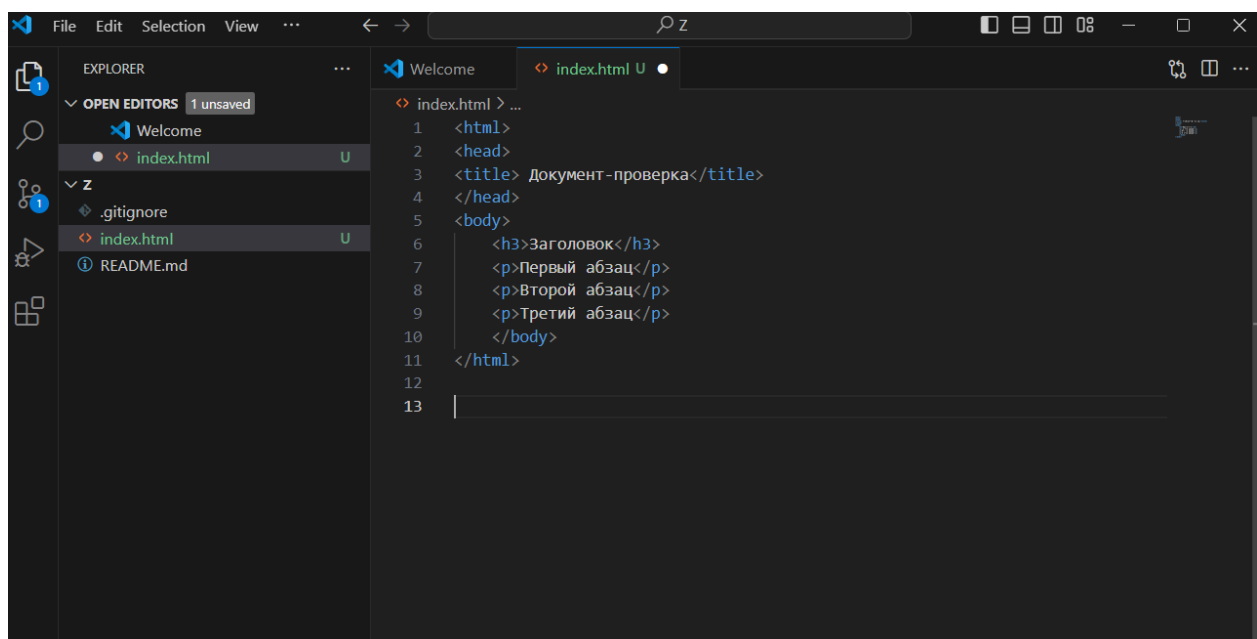 File Edit Selection View ··· Z
EXPLORER ···
OPEN EDITORS 1 unsaved
Welcome
index.html U
Z
.gitignore
index.html U
README.md
1
1
Welcome index.html U
index.html > ...
1 <html>
2 <head>
3 <title> Документ-проверка</title>
4 </head>
5 <body>
6 <h3>Заголовок</h3>
7 <p>Первый абзац</p>
8 <p>Второй абзац</p>
9 <p>Третий абзац</p>
10 </body>
11 </html>
12
13